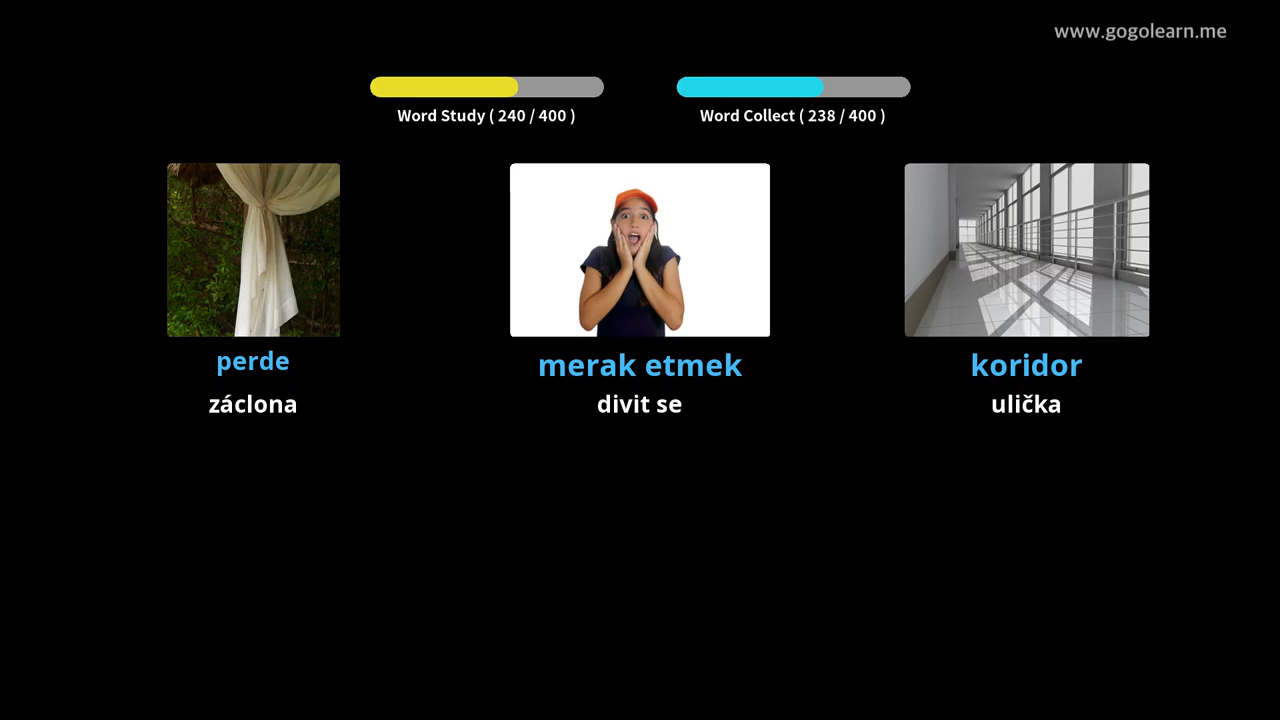 www.gogolearn.me
Word Study ( 240 / 400 )
Word Collect ( 238 / 400 )
perde
merak etmek
koridor
záclona
divit se
ulička